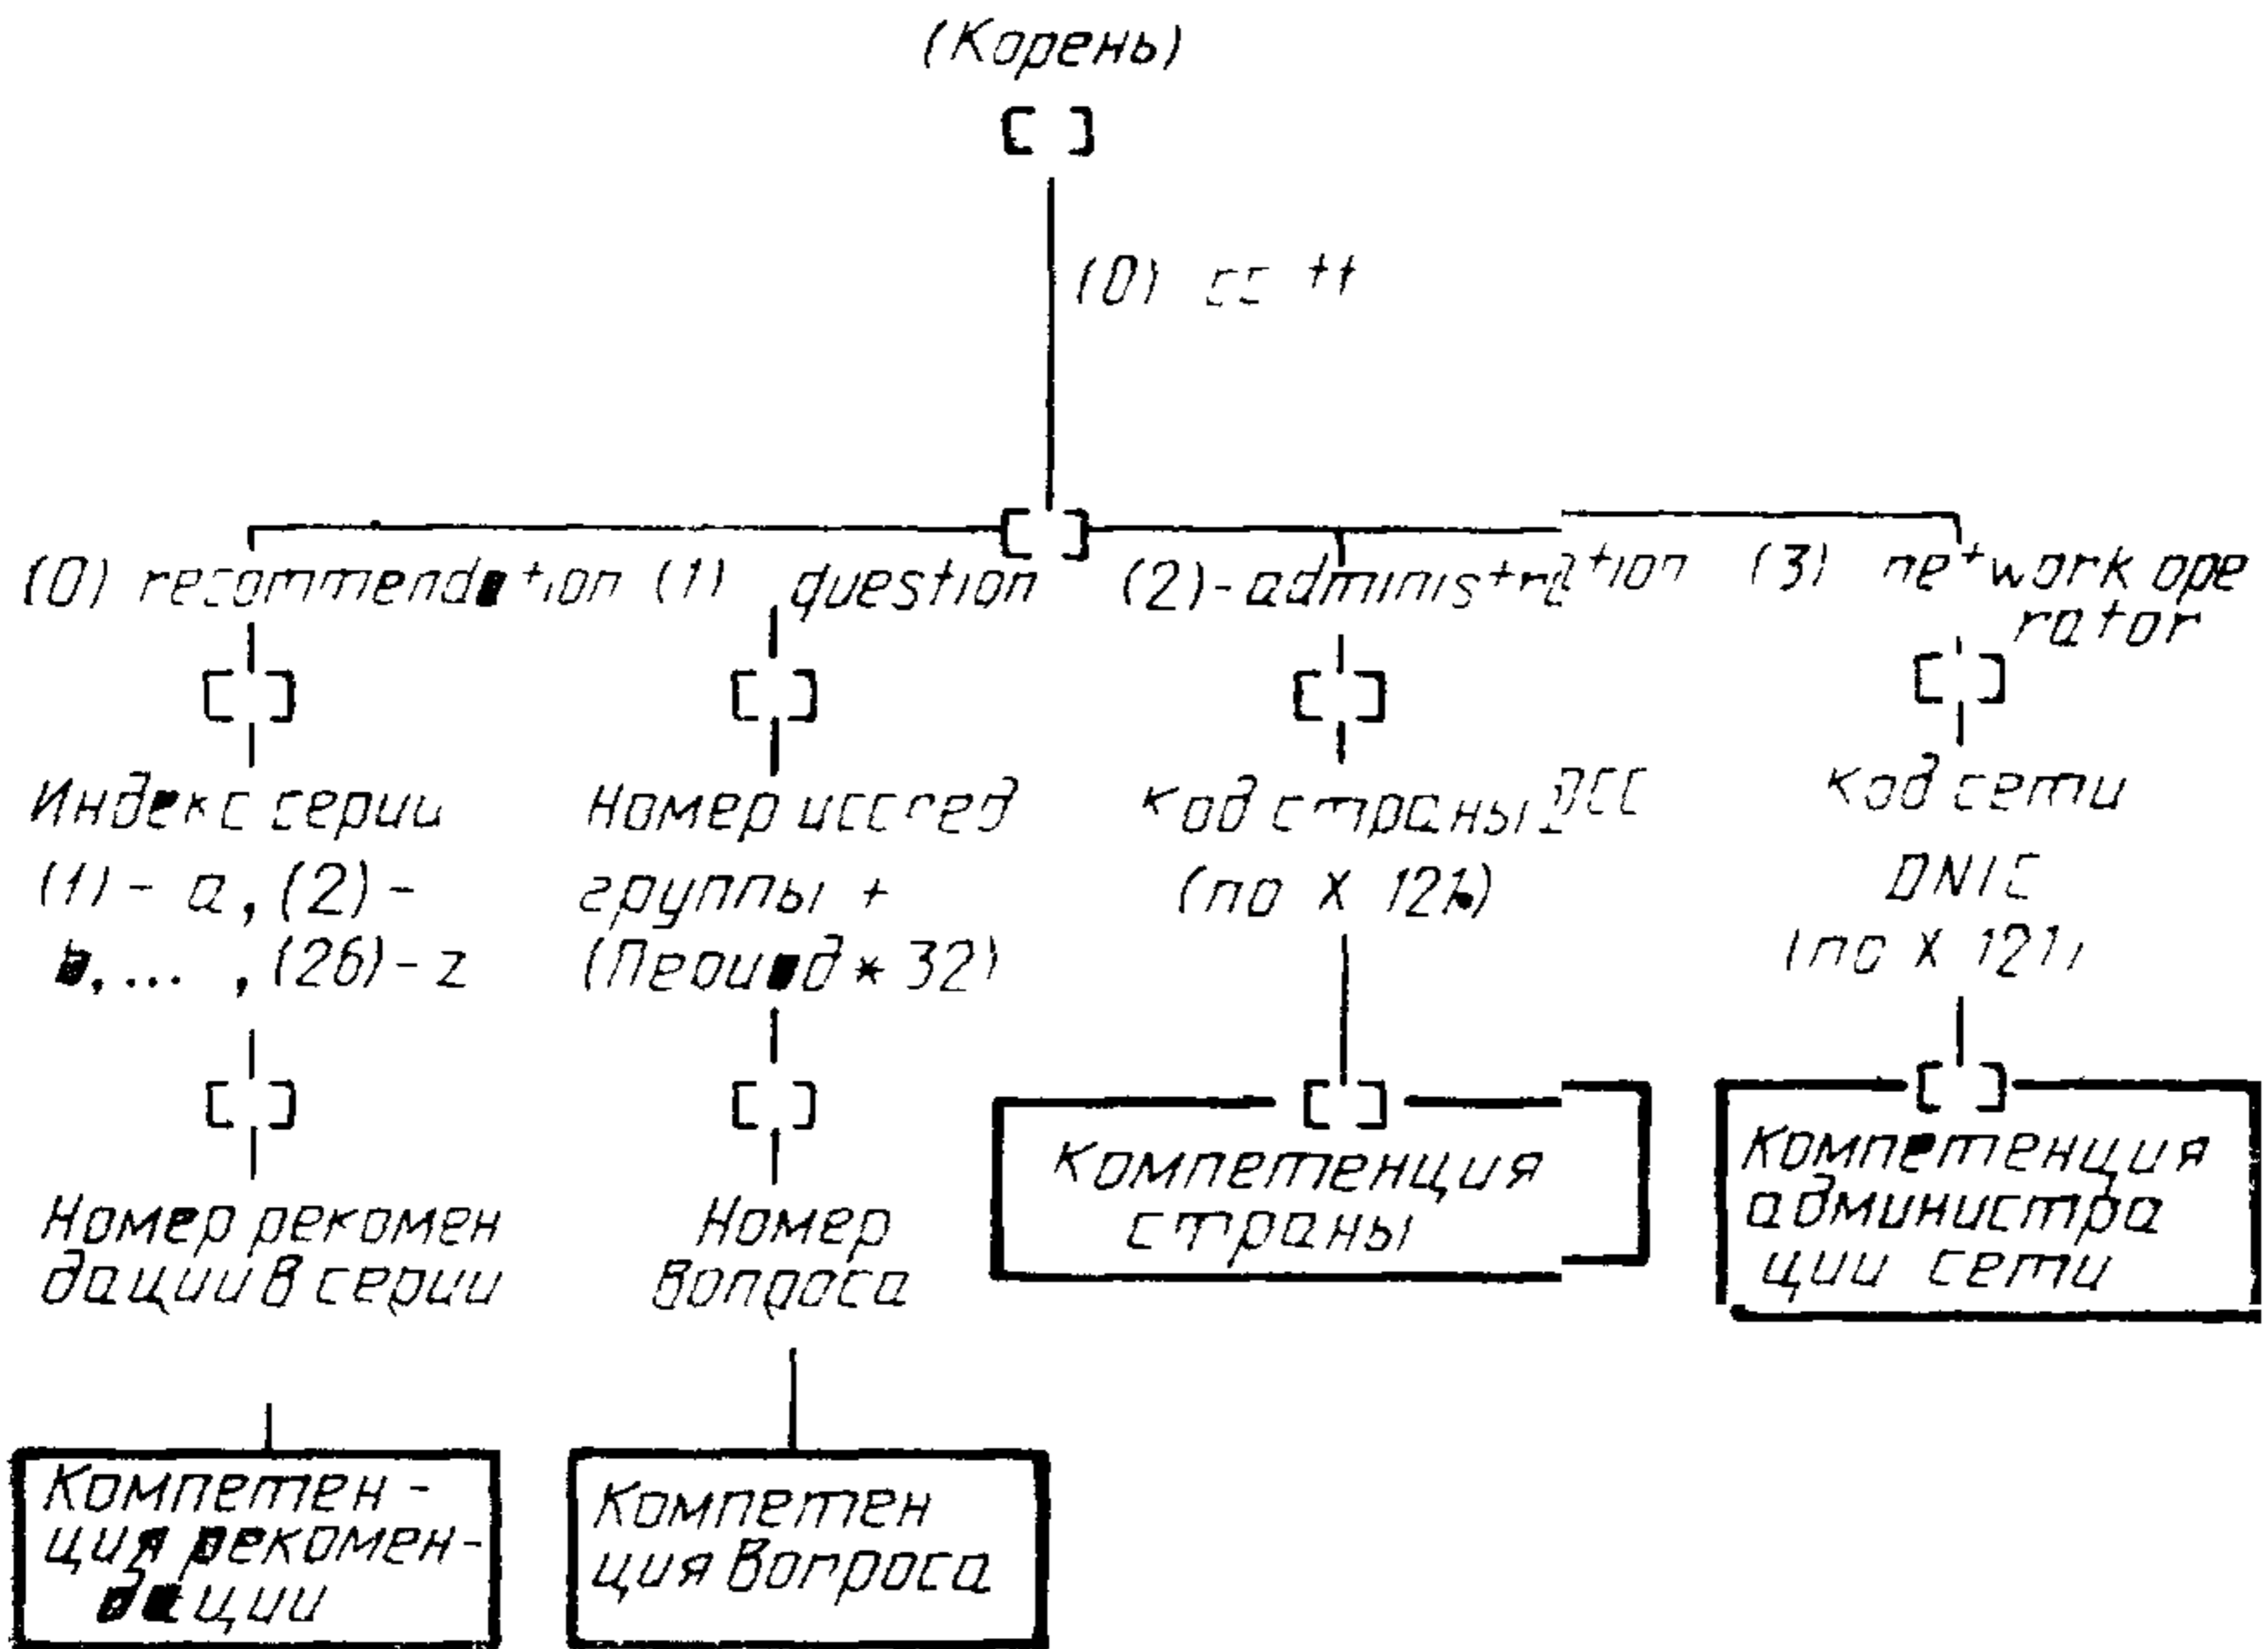 (Корень)
(0)
(0) recommendation
(1) question
(2)-administration
(3) network ope
rator
Индекс серии
(1)- a, (2)-
b, ... , (26)- z
Номер исслед
группы +
(Период * 32)
код страны DCC
(по X 121)
код сети
DNIC
(по X 121)
Номер рекомен
дации в серии
Номер
вопроса
Компетенция
страны
Компетенция
администра
ции сети
Компетен-
ция рекомен-
дации
Компетен
ция вопроса